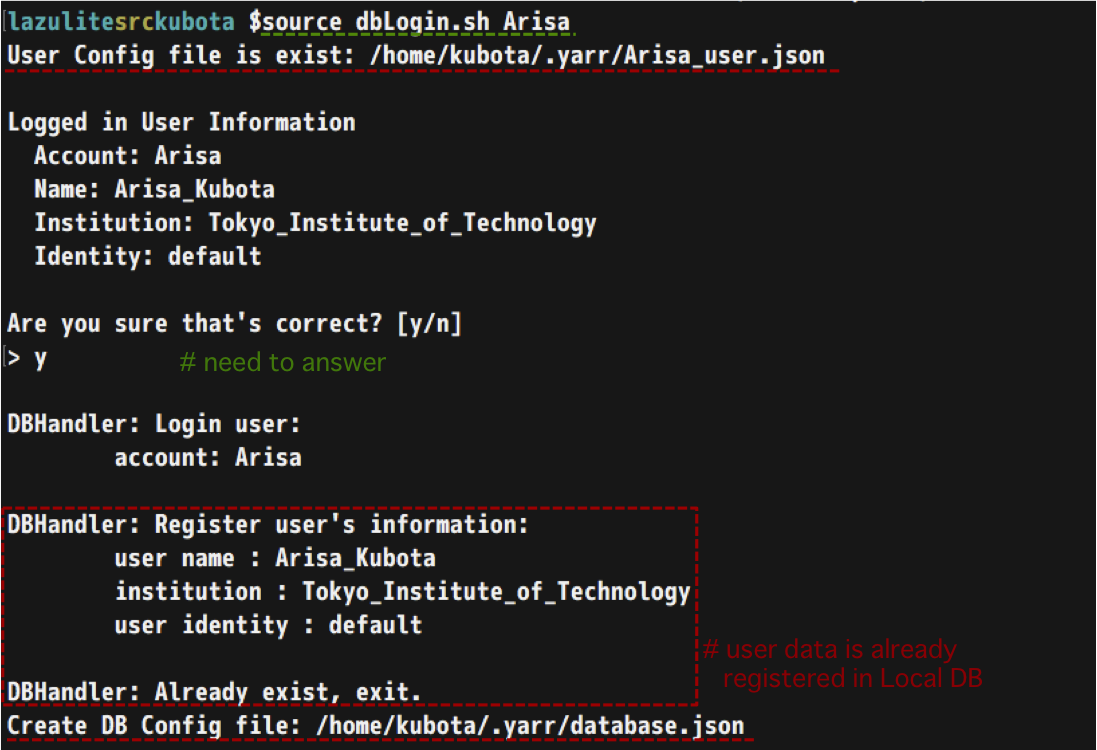 lazulitesrckubota $source dbLogin.sh Arisa
User Config file is exist: /home/kubota/.yarr/Arisa_user.json
Logged in User Information
Account: Arisa
Name: Arisa_Kubota
Institution: Tokyo_Institute_of_Technology
Identity: default
Are you sure that's correct? [y/n]
> y # need to answer
DBHandler: Login user:
account: Arisa
DBHandler: Register user's information:
user name : Arisa_Kubota
institution : Tokyo_Institute_of_Technology
user identity : default
# user data is already
registered in Local DB
DBHandler: Already exist, exit.
Create DB Config file: /home/kubota/.yarr/database.json